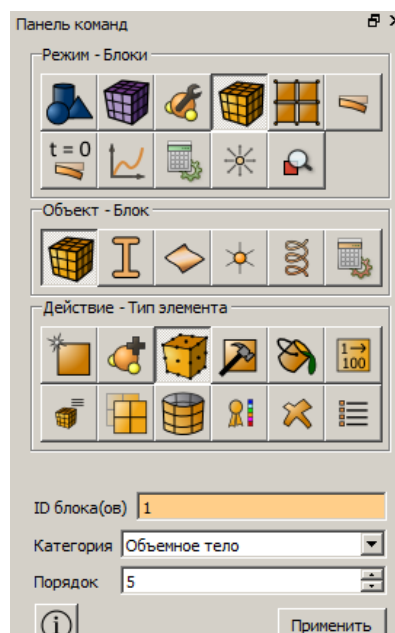 Панель команд
Режим - Блоки
t = 0
Объект - Блок
Действие - Тип элемента
1→
100
ID блока(ов) 1
Категория Объемное тело
Порядок 5
i Применить